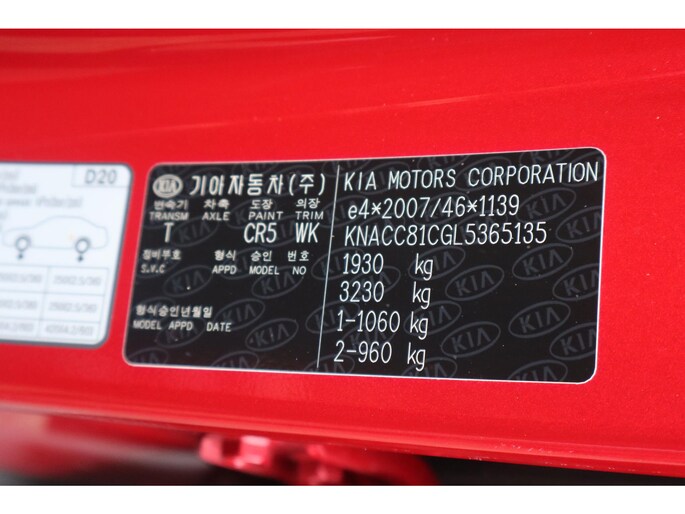 D20
KIA 기아자동차(주)
변속기 차축 도장 의장
TRANSM AXLE PAINT TRIM
T CR5 WK
정비부호 형식 승인 번호
S.V.C APPD MODEL NO
형식승인년월일
MODEL APPD DATE
KIA MOTORS CORPORATION
e4*2007/46*1139
KNACC81CGL5365135
1930 kg
3230 kg
1-1060 kg
2-960 kg